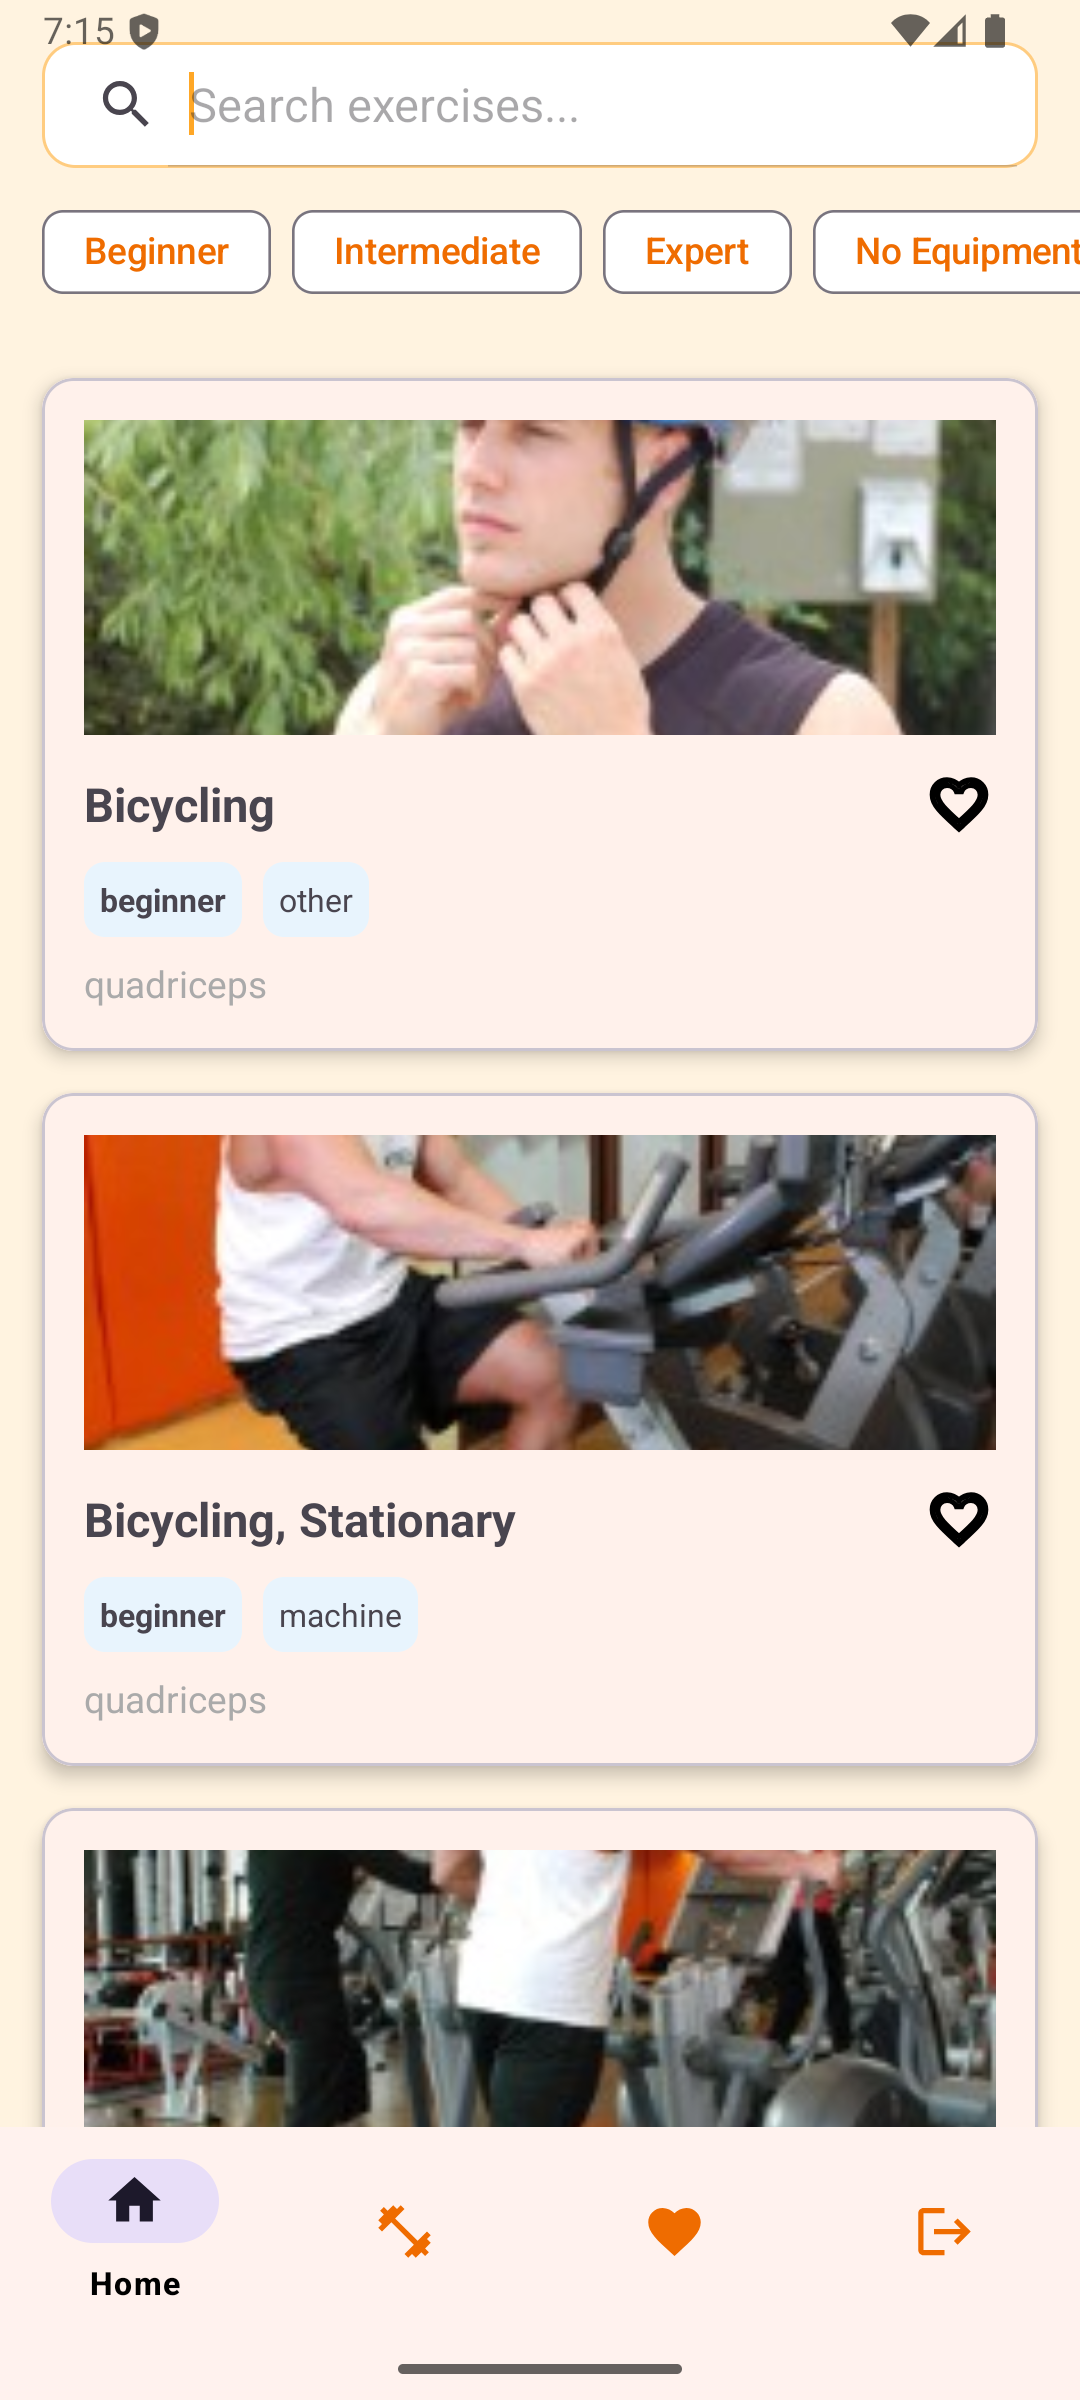 7:15
Search exercises...
Beginner Intermediate Expert No Equipment
Bicycling
beginner other
quadriceps
Bicycling, Stationary
beginner machine
quadriceps
Home